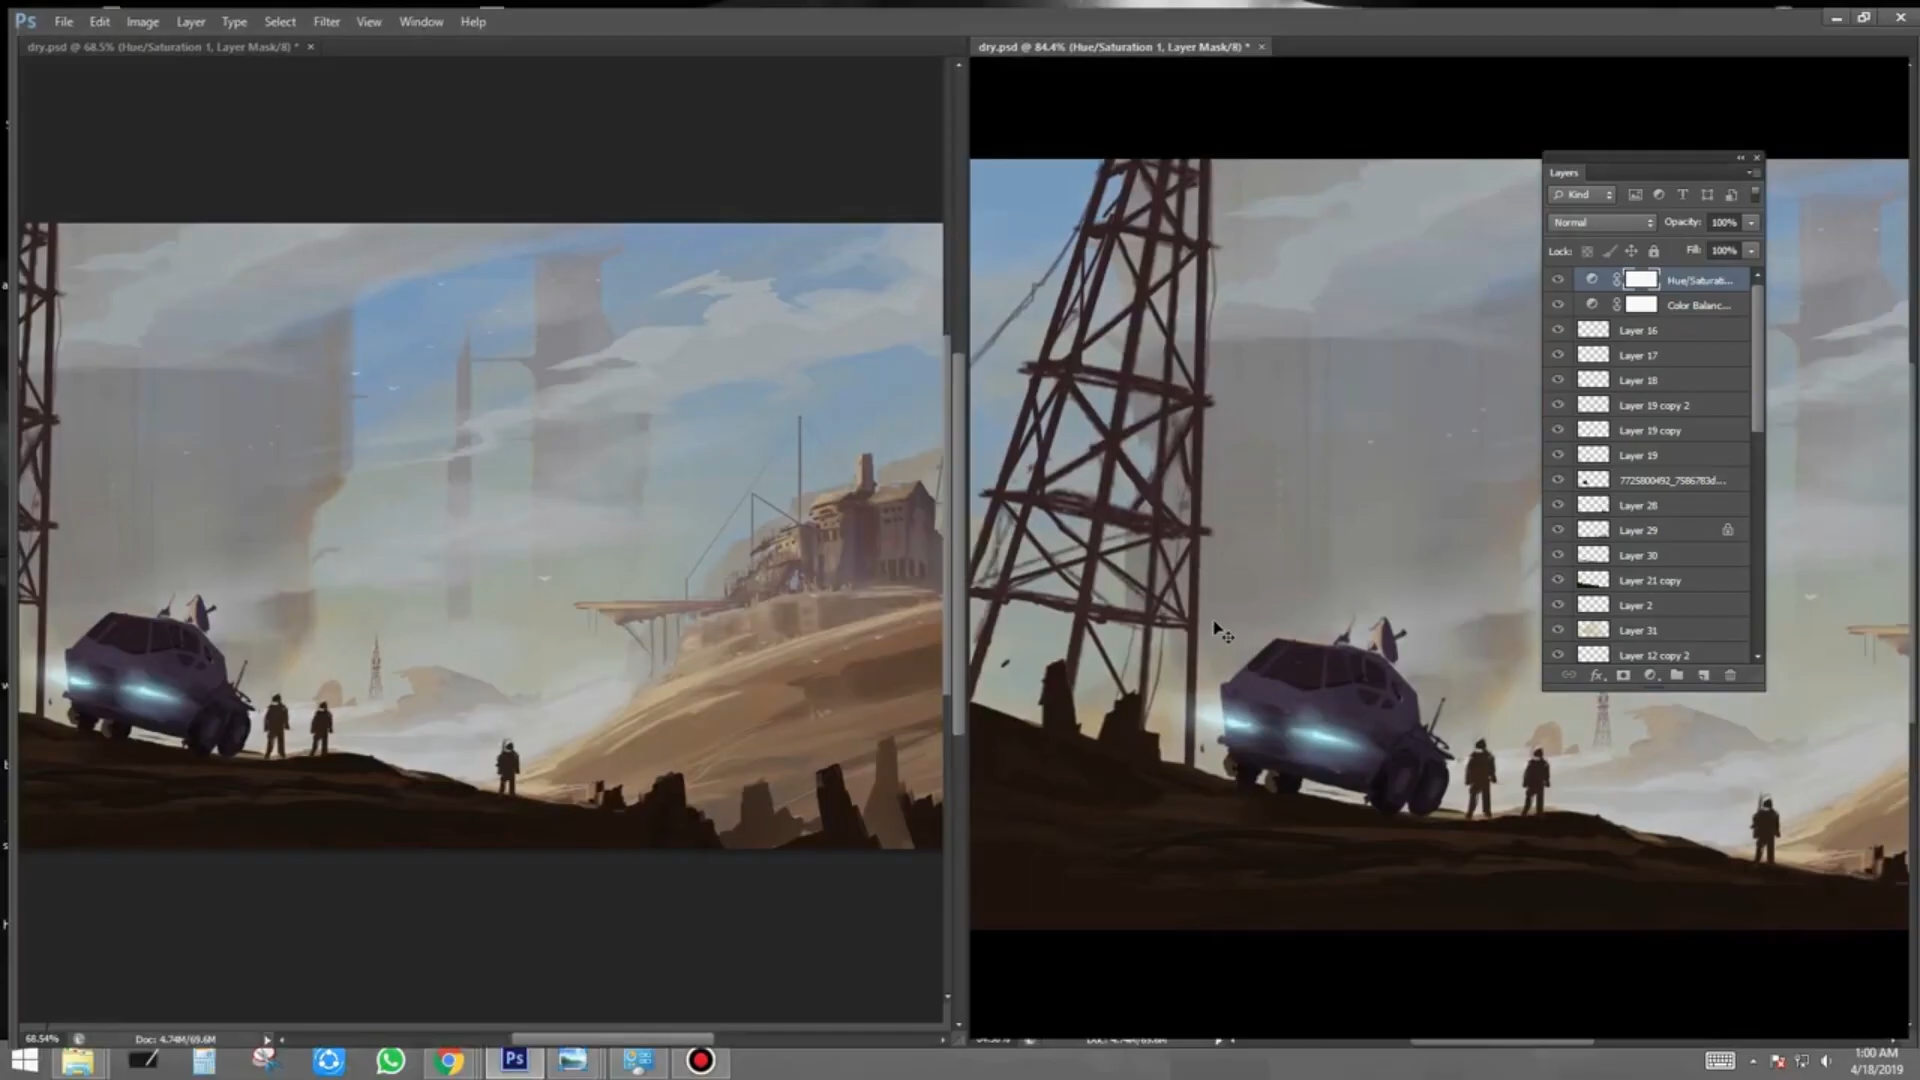 Ps File Edit Image Layer Type Select Filter View Window Help
dry.psd @ 68.5% (Hue/Saturation 1, Layer Mask/8) *
dry.psd @ 84.4% (Hue/Saturation 1, Layer Mask/8) *
Layers
Kind
Normal Opacity: 100%
Lock: Fill: 100%
Hue/Saturati...
Color Balanc...
Layer 16
Layer 17
Layer 18
Layer 19 copy 2
Layer 19 copy
Layer 19
7725800492_7586783d...
Layer 28
Layer 29
Layer 30
Layer 21 copy
Layer 2
Layer 31
Layer 12 copy 2
fx
68.54% Doc: 4.74M/69.6M
Ps
1:00 AM
4/18/2019